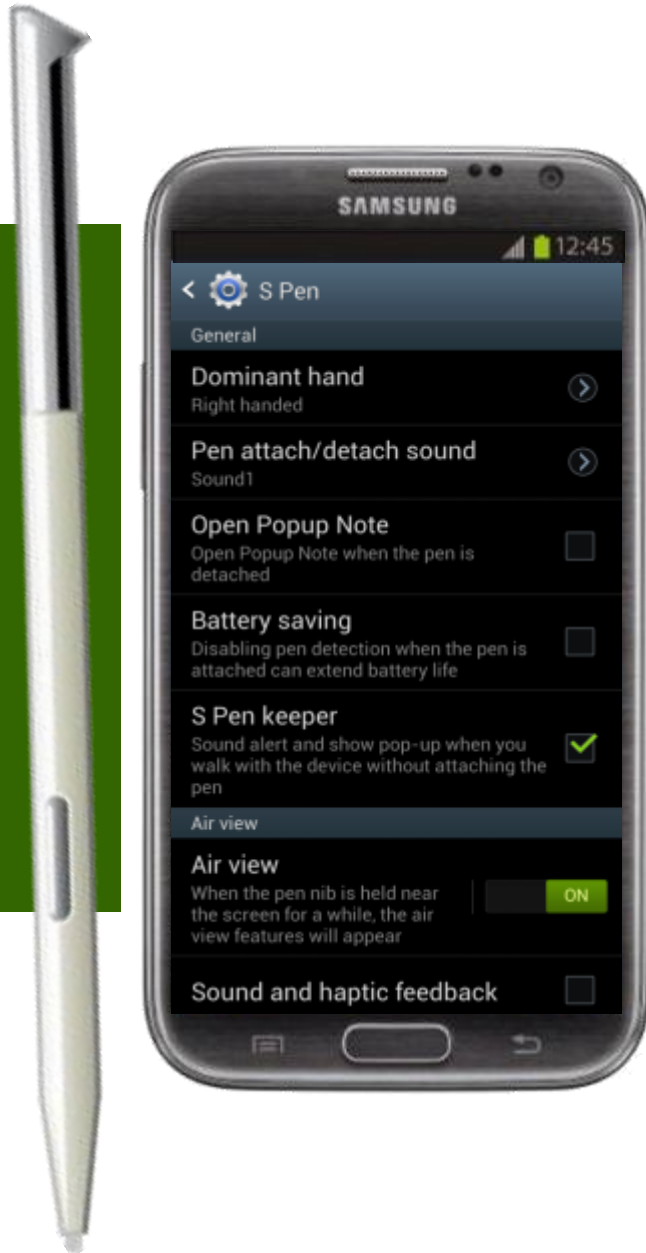 SAMSUNG
12:45
S Pen
General
Dominant hand
Right handed
Pen attach/detach sound
Sound1
Open Popup Note
Open Popup Note when the pen is
detached
Battery saving
Disabling pen detection when the pen is
attached can extend battery life
S Pen keeper
Sound alert and show pop-up when you
walk with the device without attaching the
pen
Air view
Air view
When the pen nib is held near
the screen for a while, the air
view features will appear
ON
Sound and haptic feedback